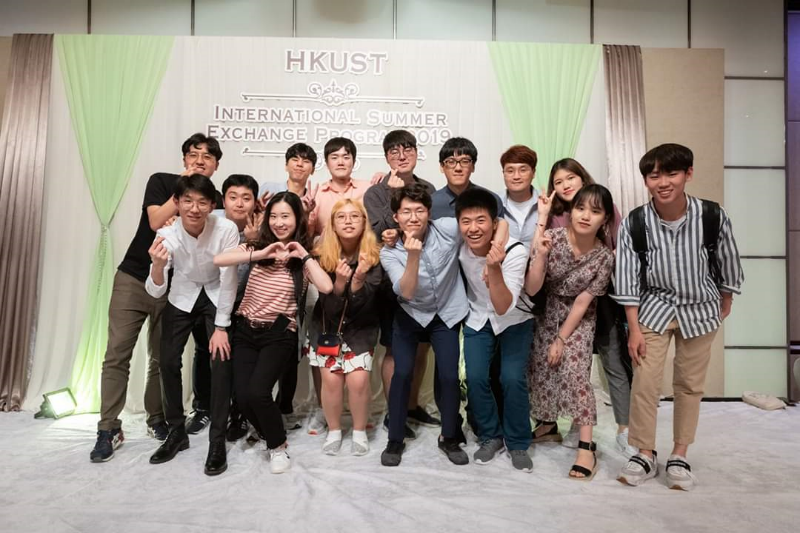 HKUST
INTERNATIONAL SUMMER
EXCHANGE PROGRAM 2019